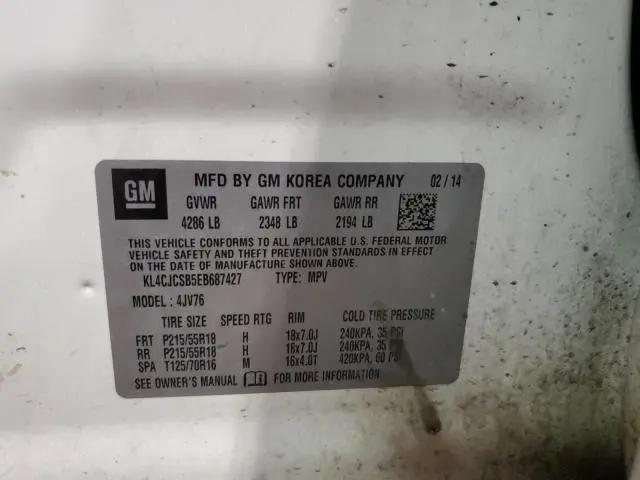 GM
MFD BY GM KOREA COMPANY 02/14
GVWR GAWR FRT GAWR RR
4286 LB 2348 LB 2194 LB
THIS VEHICLE CONFORMS TO ALL APPLICABLE U.S. FEDERAL MOTOR
VEHICLE SAFETY AND THEFT PREVENTION STANDARDS IN EFFECT
ON THE DATE OF MANUFACTURE SHOWN ABOVE.
KL4CJCSB5EB687427 TYPE: MPV
MODEL: 4JV76
TIRE SIZE SPEED RTG RIM COLD TIRE PRESSURE
FRT P215/55R18 H 18x7.0J 240KPA, 35 PSI
RR P215/55R18 H 18x7.0J 240KPA, 35 PSI
SPA T125/70R16 M 16x4.0T 420KPA, 60 PSI
SEE OWNER'S MANUAL FOR MORE INFORMATION.